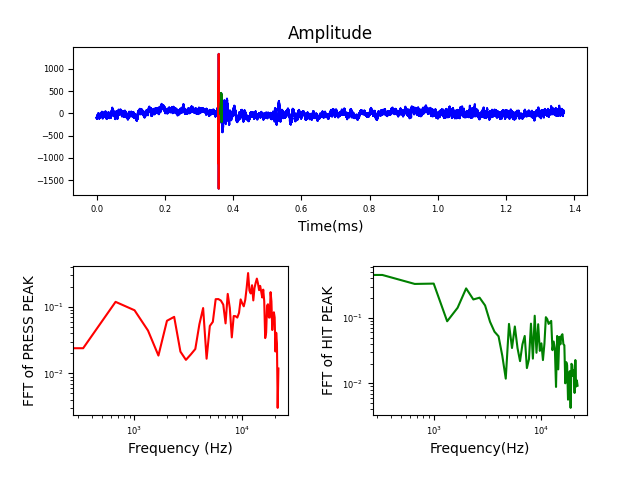 Amplitude
1000
500
0
−500
−1000
−1500
0.0 0.2 0.4 0.6 0.8 1.0 1.2 1.4
Time(ms)
FFT of PRESS PEAK
10⁻¹
10⁻²
10³ 10⁴
Frequency (Hz)
FFT of HIT PEAK
10⁻¹
10⁻²
10³ 10⁴
Frequency(Hz)